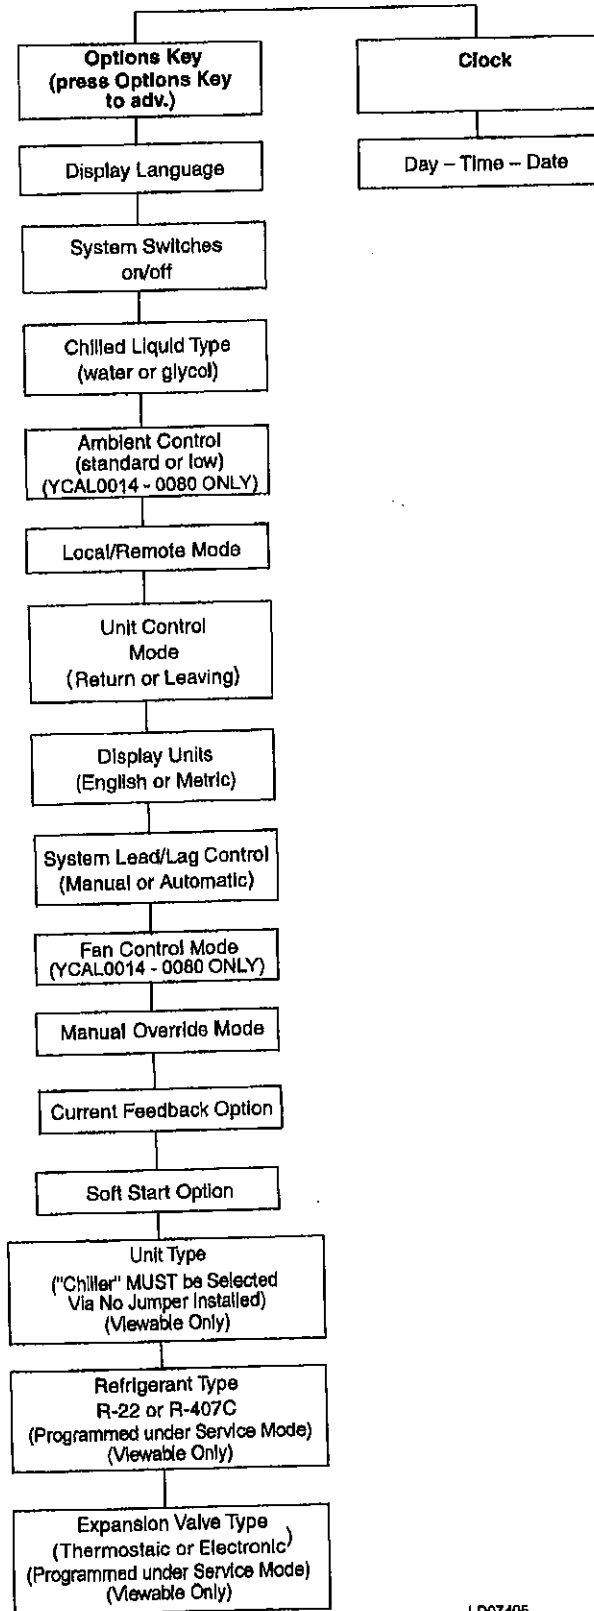 Options Key
(press Options Key
to adv.)
Clock
Display Language
Day – Time – Date
System Switches
on/off
Chilled Liquid Type
(water or glycol)
Ambient Control
(standard or low)
(YCAL0014 - 0080 ONLY)
Local/Remote Mode
Unit Control
Mode
(Return or Leaving)
Display Units
(English or Metric)
System Lead/Lag Control
(Manual or Automatic)
Fan Control Mode
(YCAL0014 - 0080 ONLY)
Manual Override Mode
Current Feedback Option
Soft Start Option
Unit Type
("Chiller" MUST be Selected
Via No Jumper Installed)
(Viewable Only)
Refrigerant Type
R-22 or R-407C
(Programmed under Service Mode)
(Viewable Only)
Expansion Valve Type
(Thermostaic or Electronic)
(Programmed under Service Mode)
(Viewable Only)